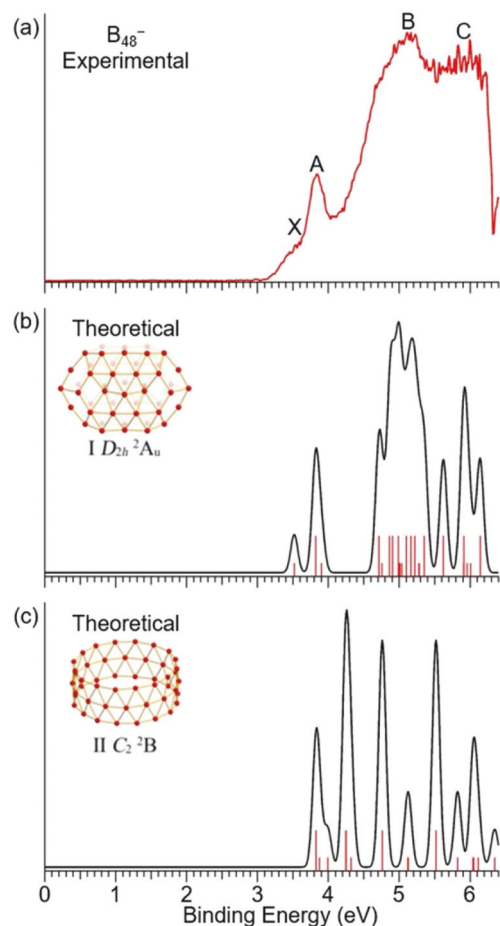 (a)
B₄₈⁻
Experimental
X
A
B
C
(b)
Theoretical
I D₂ₕ ²Aᵤ
(c)
Theoretical
II C₂ ²B
0 1 2 3 4 5 6
Binding Energy (eV)